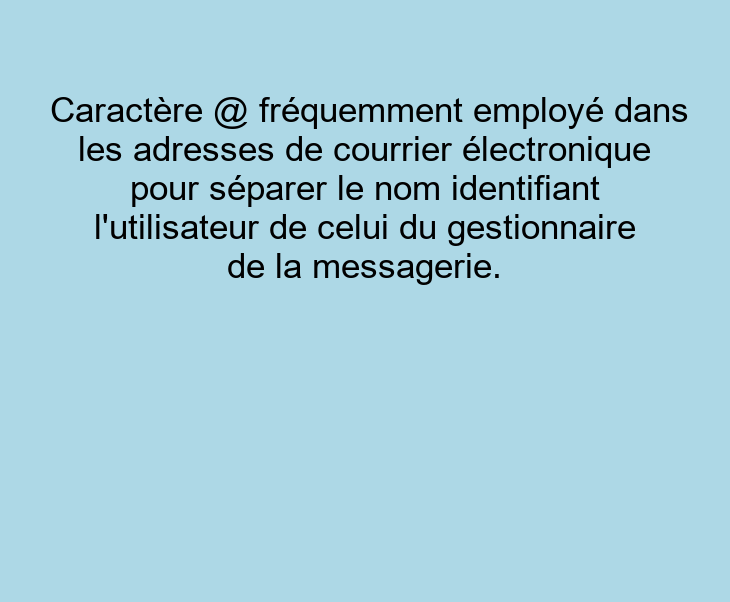 Caractère @ fréquemment employé dans
les adresses de courrier électronique
pour séparer le nom identifiant
l'utilisateur de celui du gestionnaire
de la messagerie.